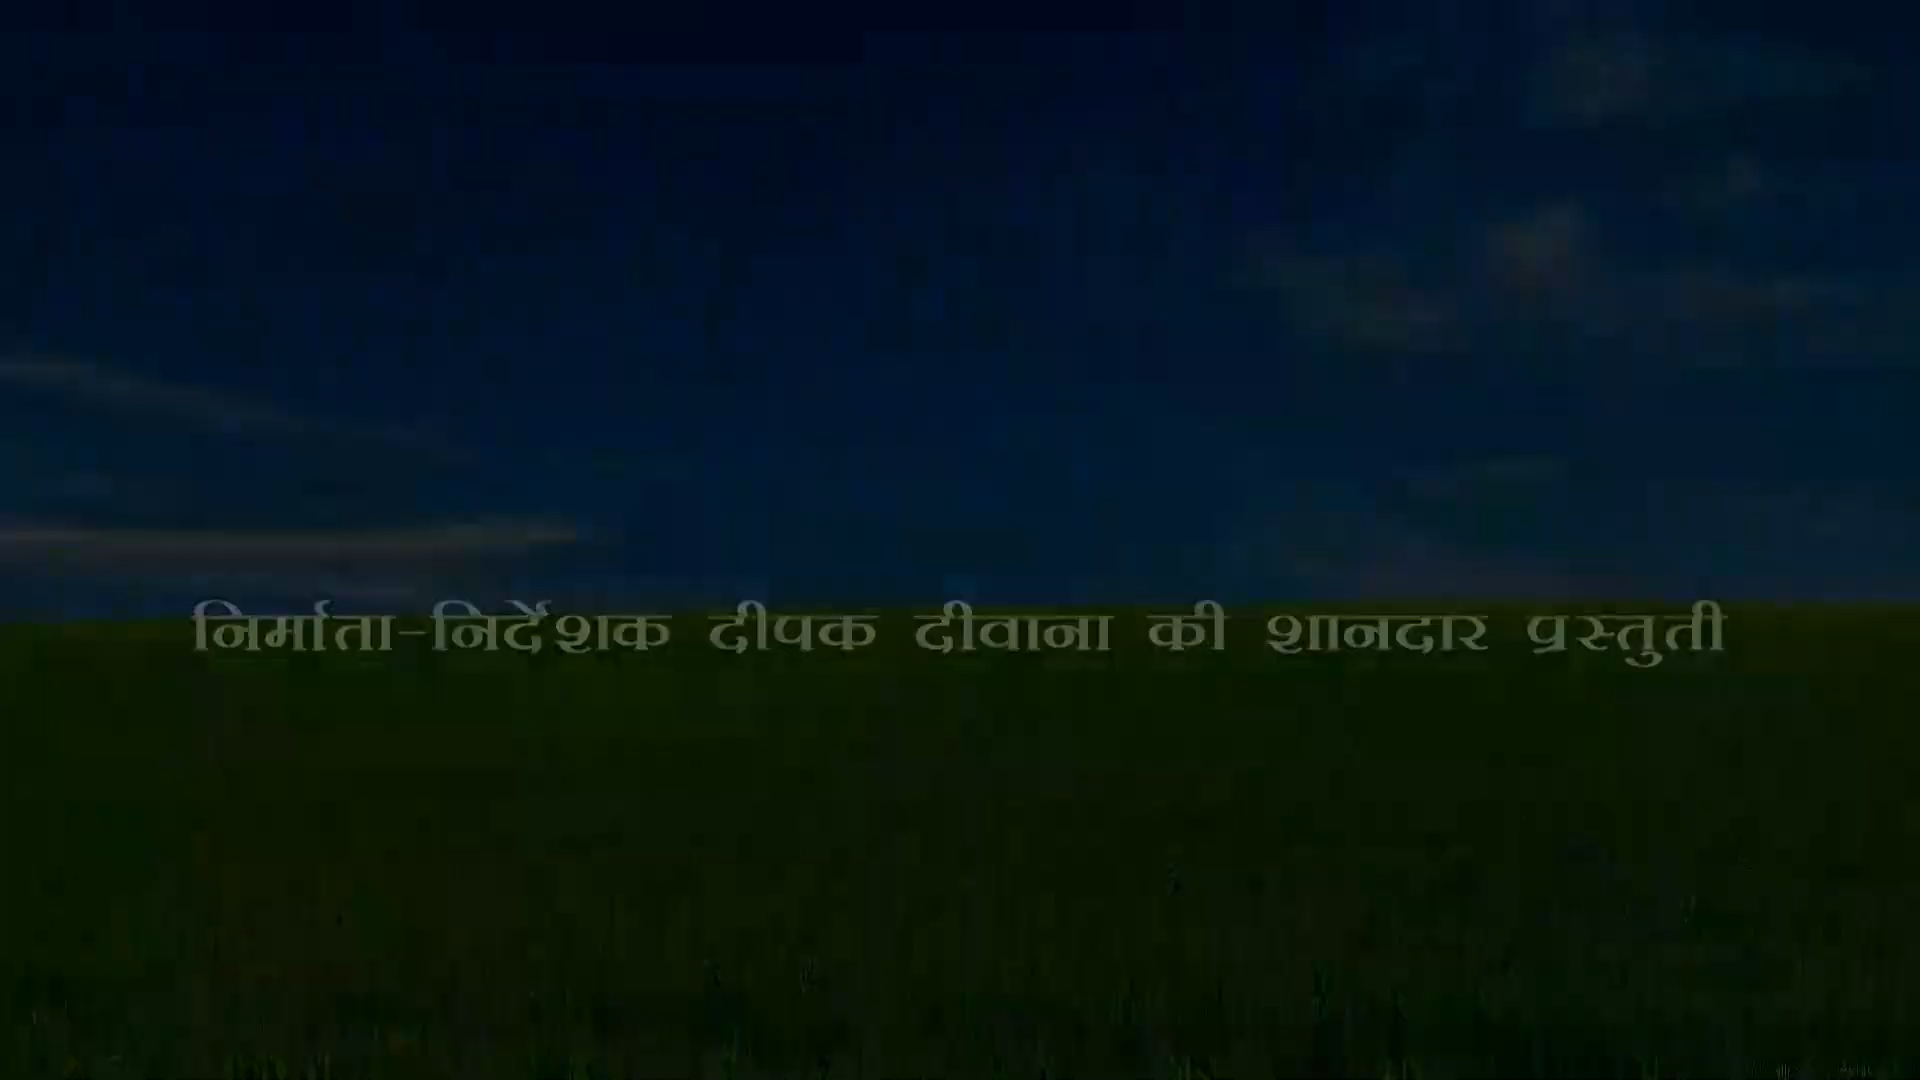 निर्माता-निर्देशक दीपक दीवाना की शानदार प्रस्तुती